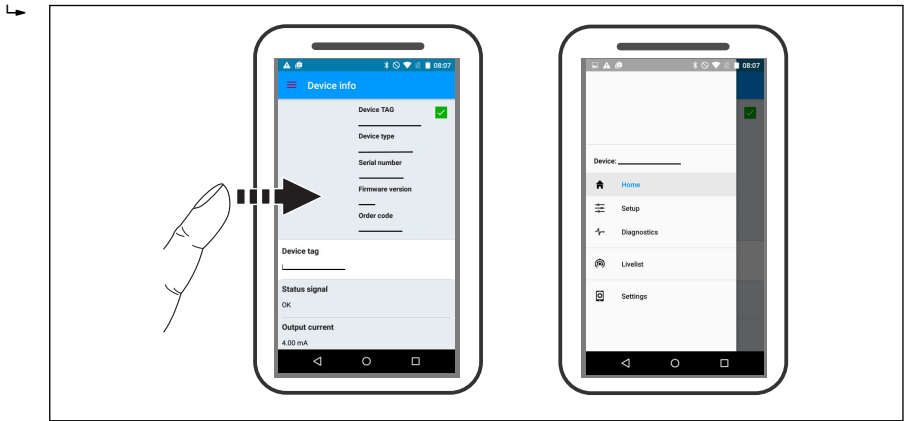 08:07
Device info
Device TAG
Device type
Serial number
Firmware version
Order code
Device tag
Status signal
OK
Output current
4.00 mA
08:07
Device:
Home
Setup
Diagnostics
Livelist
Settings